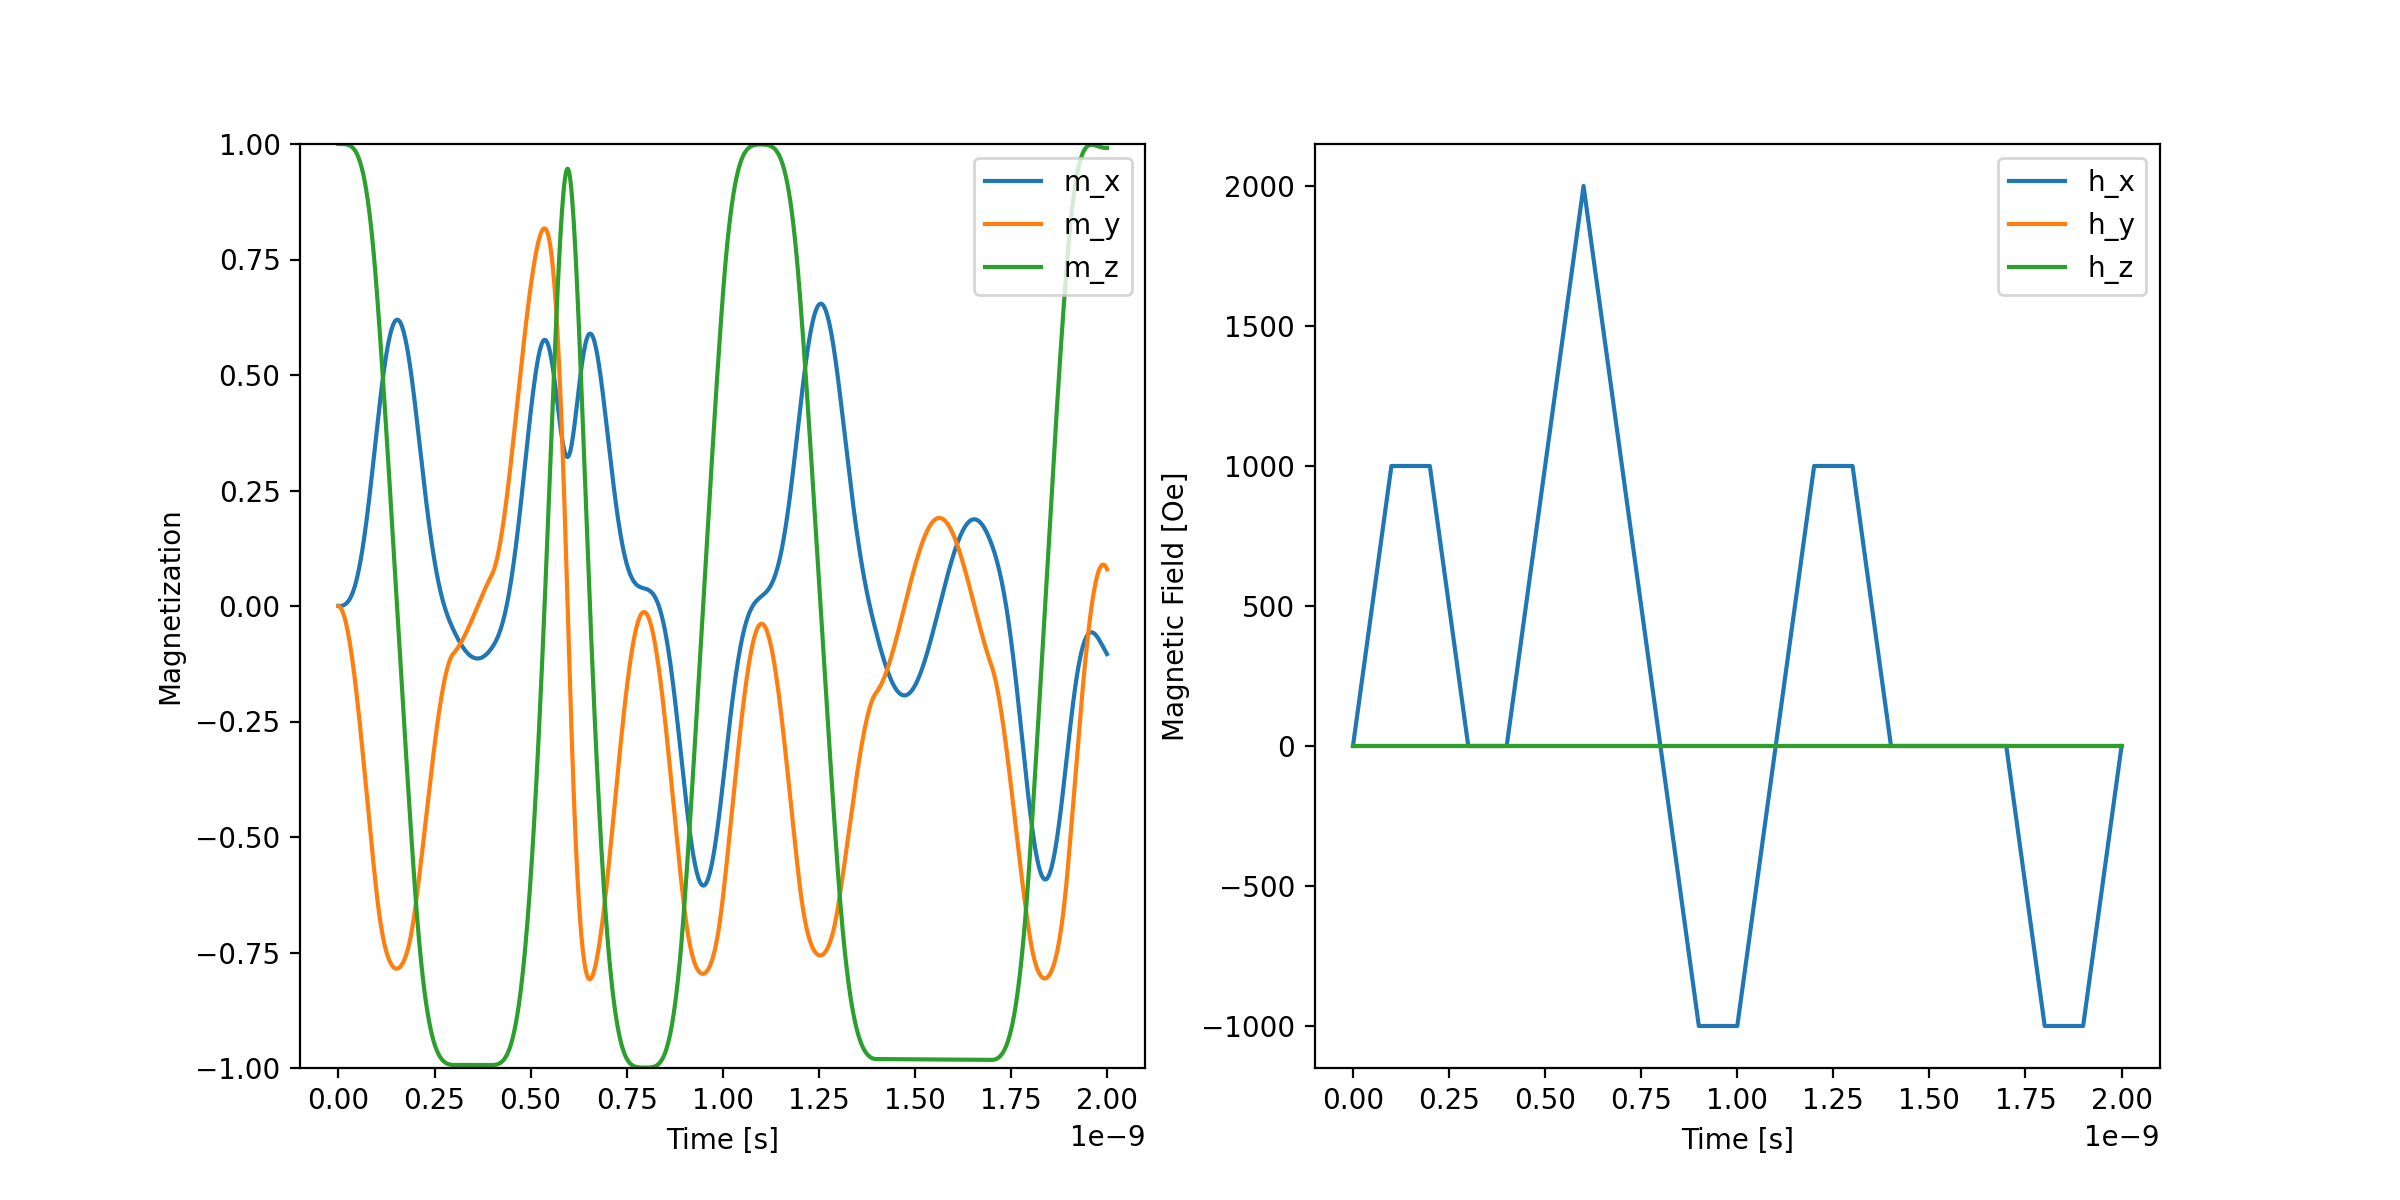 1.00
0.75
0.50
0.25
0.00
−0.25
−0.50
−0.75
−1.00
Magnetization
0.00 0.25 0.50 0.75 1.00 1.25 1.50 1.75 2.00
Time [s]
1e−9
m_x
m_y
m_z
2000
1500
1000
500
0
−500
−1000
Magnetic Field [Oe]
0.00 0.25 0.50 0.75 1.00 1.25 1.50 1.75 2.00
Time [s]
1e−9
h_x
h_y
h_z